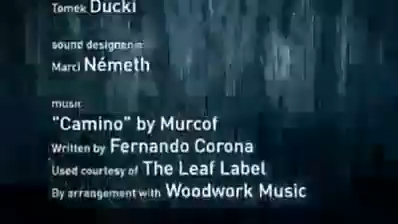 Tomek Ducki
sound designer
Marci Németh
music
"Camino" by Murcof
Written by Fernando Corona
Used courtesy of The Leaf Label
By arrangement with Woodwork Music